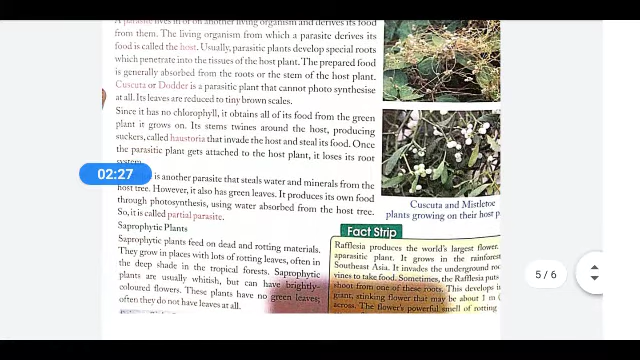 A parasite lives in or on another living organism and derives its food
from them. The living organism from which a parasite derives its
food is called the host. Usually, parasitic plants develop special roots
which penetrate into the tissues of the host plant. The prepared food
is generally absorbed from the roots or the stem of the host plant.
Cuscuta or Dodder is a parasitic plant that cannot photo synthesise
at all. Its leaves are reduced to tiny brown scales.
Since it has no chlorophyll, it obtains all of its food from the green
plant it grows on. Its stems twines around the host, producing
suckers, called haustoria that invade the host and steal its food. Once
the parasitic plant gets attached to the host plant, it loses its root
system.
02:27
is another parasite that steals water and minerals from the
host tree. However, it also has green leaves. It produces its own food
through photosynthesis, using water absorbed from the host tree.
So, it is called partial parasite.
Saprophytic Plants
Saprophytic plants feed on dead and rotting materials.
They grow in places with lots of rotting leaves, often in
the deep shade in the tropical forests. Saprophytic
plants are usually whitish, but can have brightly-
coloured flowers. These plants have no green leaves;
often they do not have leaves at all.
Cuscuta and Mistletoe
plants growing on their host p
Fact Strip
Rafflesia produces the world's largest flower.
aparasitic plant. It grows in the rainforest
Southeast Asia. It invades the underground roo
vines to take food. Sometimes, the Rafflesia puts
shoot from one of these roots. This develops i
giant, stinking flower that may be about 1 m (
across. The flower's powerful smell of rotting
5 / 6